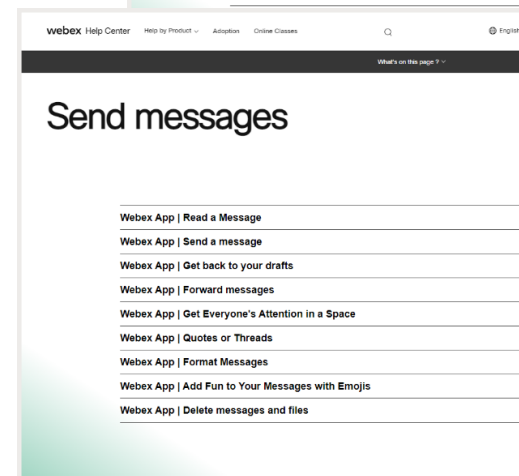 webex Help Center Help by Product Adoption Online Classes English
What's on this page ?
Send messages
Webex App | Read a Message
Webex App | Send a message
Webex App | Get back to your drafts
Webex App | Forward messages
Webex App | Get Everyone's Attention in a Space
Webex App | Quotes or Threads
Webex App | Format Messages
Webex App | Add Fun to Your Messages with Emojis
Webex App | Delete messages and files